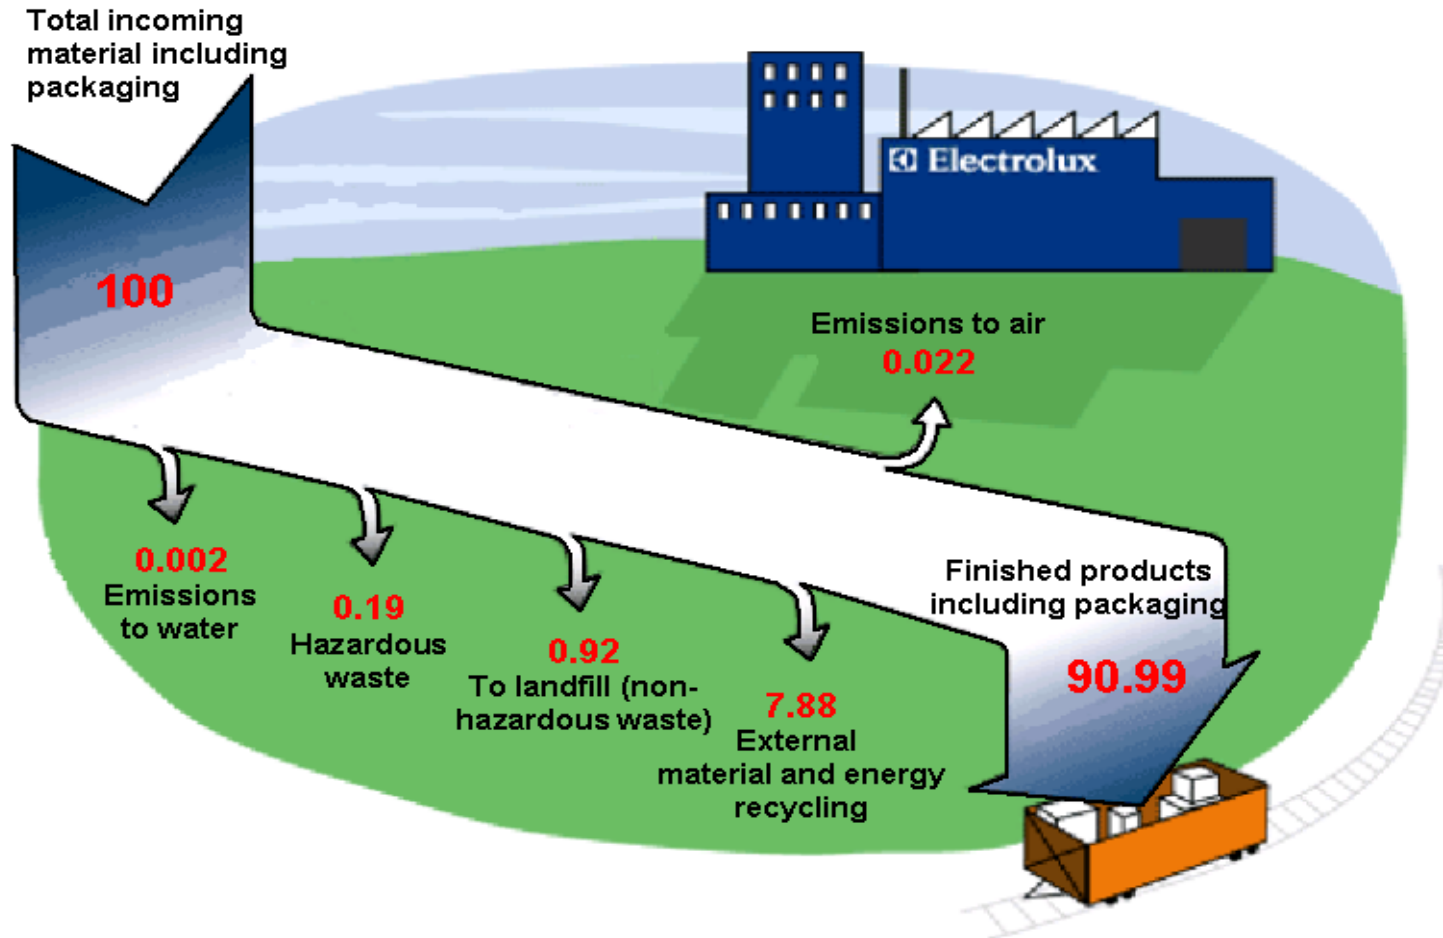 Total incoming
material including
packaging
Electrolux
100
Emissions to air
0.022
0.002
Emissions
to water
0.19
Hazardous
waste
0.92
To landfill (non-
hazardous waste)
7.88
External
material and energy
recycling
Finished products
including packaging
90.99